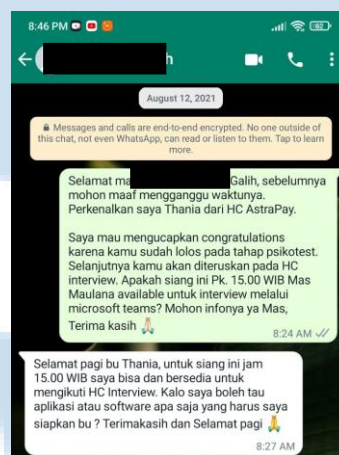 8:46 PM
h
August 12, 2021
Messages and calls are end-to-end encrypted. No one outside of
this chat, not even WhatsApp, can read or listen to them. Tap to learn
more.
Selamat ma Galih, sebelumnya
mohon maaf mengganggu waktunya.
Perkenalkan saya Thania dari HC AstraPay.
Saya mau mengucapkan congratulations
karena kamu sudah lolos pada tahap psikotest.
Selanjutnya kamu akan diteruskan pada HC
interview. Apakah siang ini Pk. 15.00 WIB Mas
Maulana available untuk interview melalui
microsoft teams? Mohon infonya ya Mas,
Terima kasih 🙏
8:24 AM
Selamat pagi bu Thania, untuk siang ini jam
15.00 WIB saya bisa dan bersedia untuk
mengikuti HC Interview. Kalo saya boleh tau
aplikasi atau software apa saja yang harus saya
siapkan bu ? Terimakasih dan Selamat pagi 🙏
8:27 AM